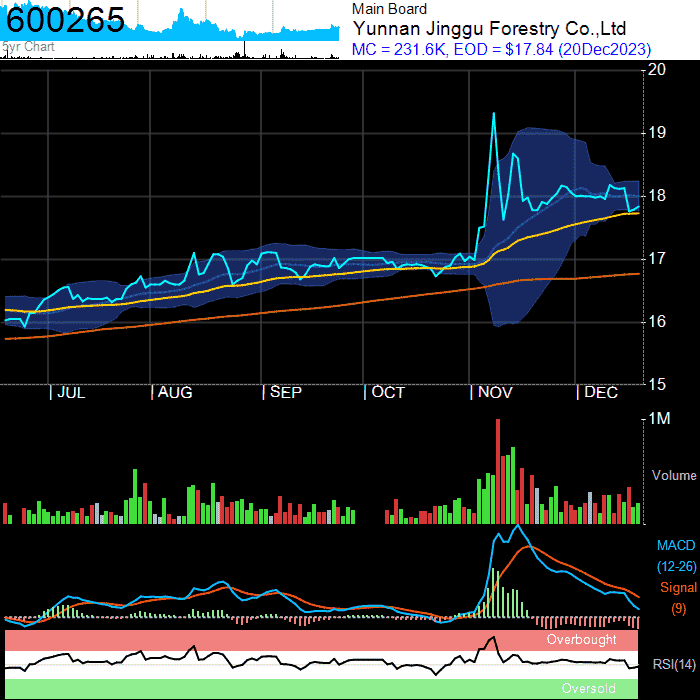 600265
5yr Chart
Main Board
Yunnan Jinggu Forestry Co.,Ltd
MC = 231.6K, EOD = $17.84 (20Dec2023)
20
19
18
17
16
15
| JUL | AUG | SEP | OCT | NOV | DEC
1M
Volume
MACD
(12-26)
Signal
(9)
Overbought
RSI(14)
Oversold